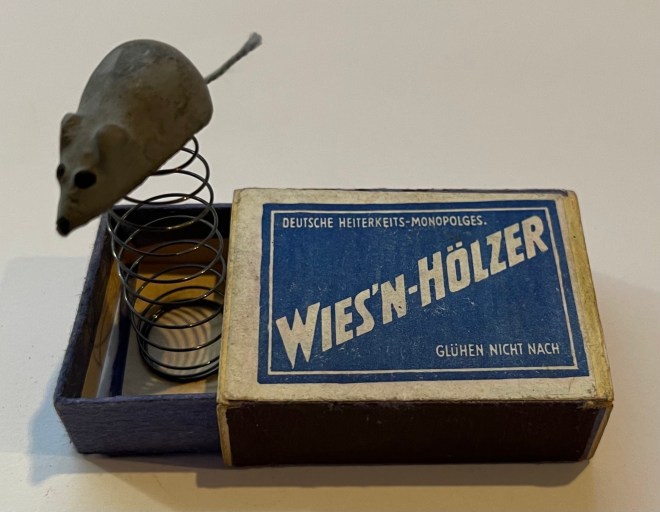 DEUTSCHE HEITERKEITS-MONOPOLGES.
WIES'N-HÖLZER
GLÜHEN NICHT NACH